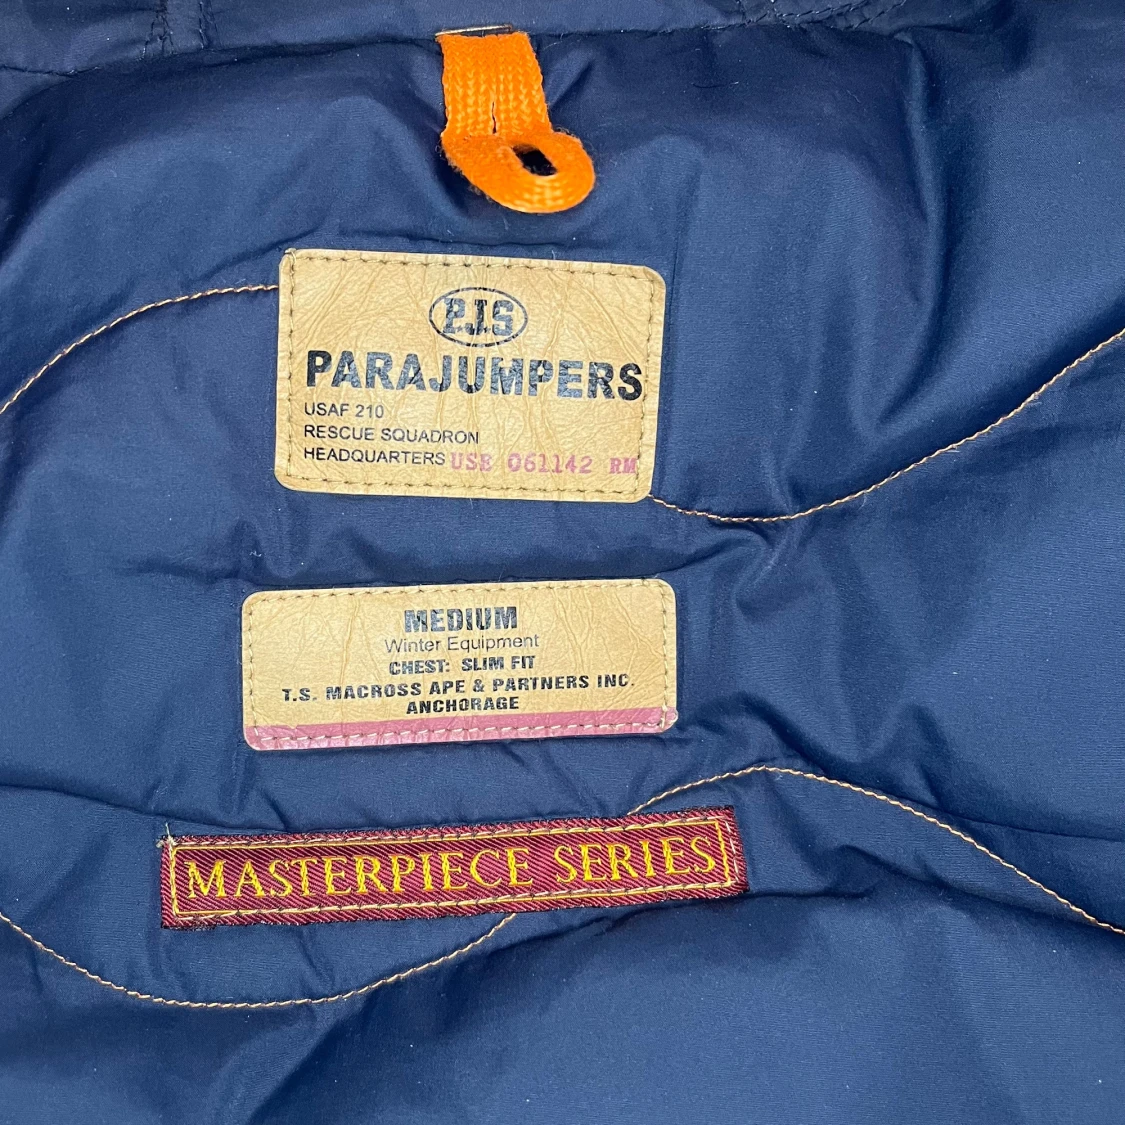 PJS
PARAJUMPERS
USAF 210
RESCUE SQUADRON
HEADQUARTERS USE 061142 RM
MEDIUM
Winter Equipment
CHEST: SLIM FIT
T.S. MACROSS APE & PARTNERS INC.
ANCHORAGE
MASTERPIECE SERIES